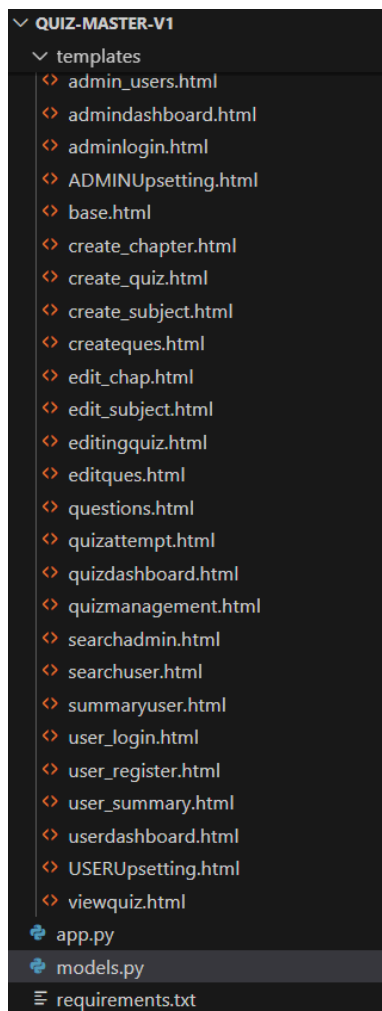 QUIZ-MASTER-V1
templates
admin_users.html
admindashboard.html
adminlogin.html
ADMINUpsetting.html
base.html
create_chapter.html
create_quiz.html
create_subject.html
createques.html
edit_chap.html
edit_subject.html
editingquiz.html
editques.html
questions.html
quizattempt.html
quizdashboard.html
quizmanagement.html
searchadmin.html
searchuser.html
summaryuser.html
user_login.html
user_register.html
user_summary.html
userdashboard.html
USERUpsetting.html
viewquiz.html
app.py
models.py
requirements.txt